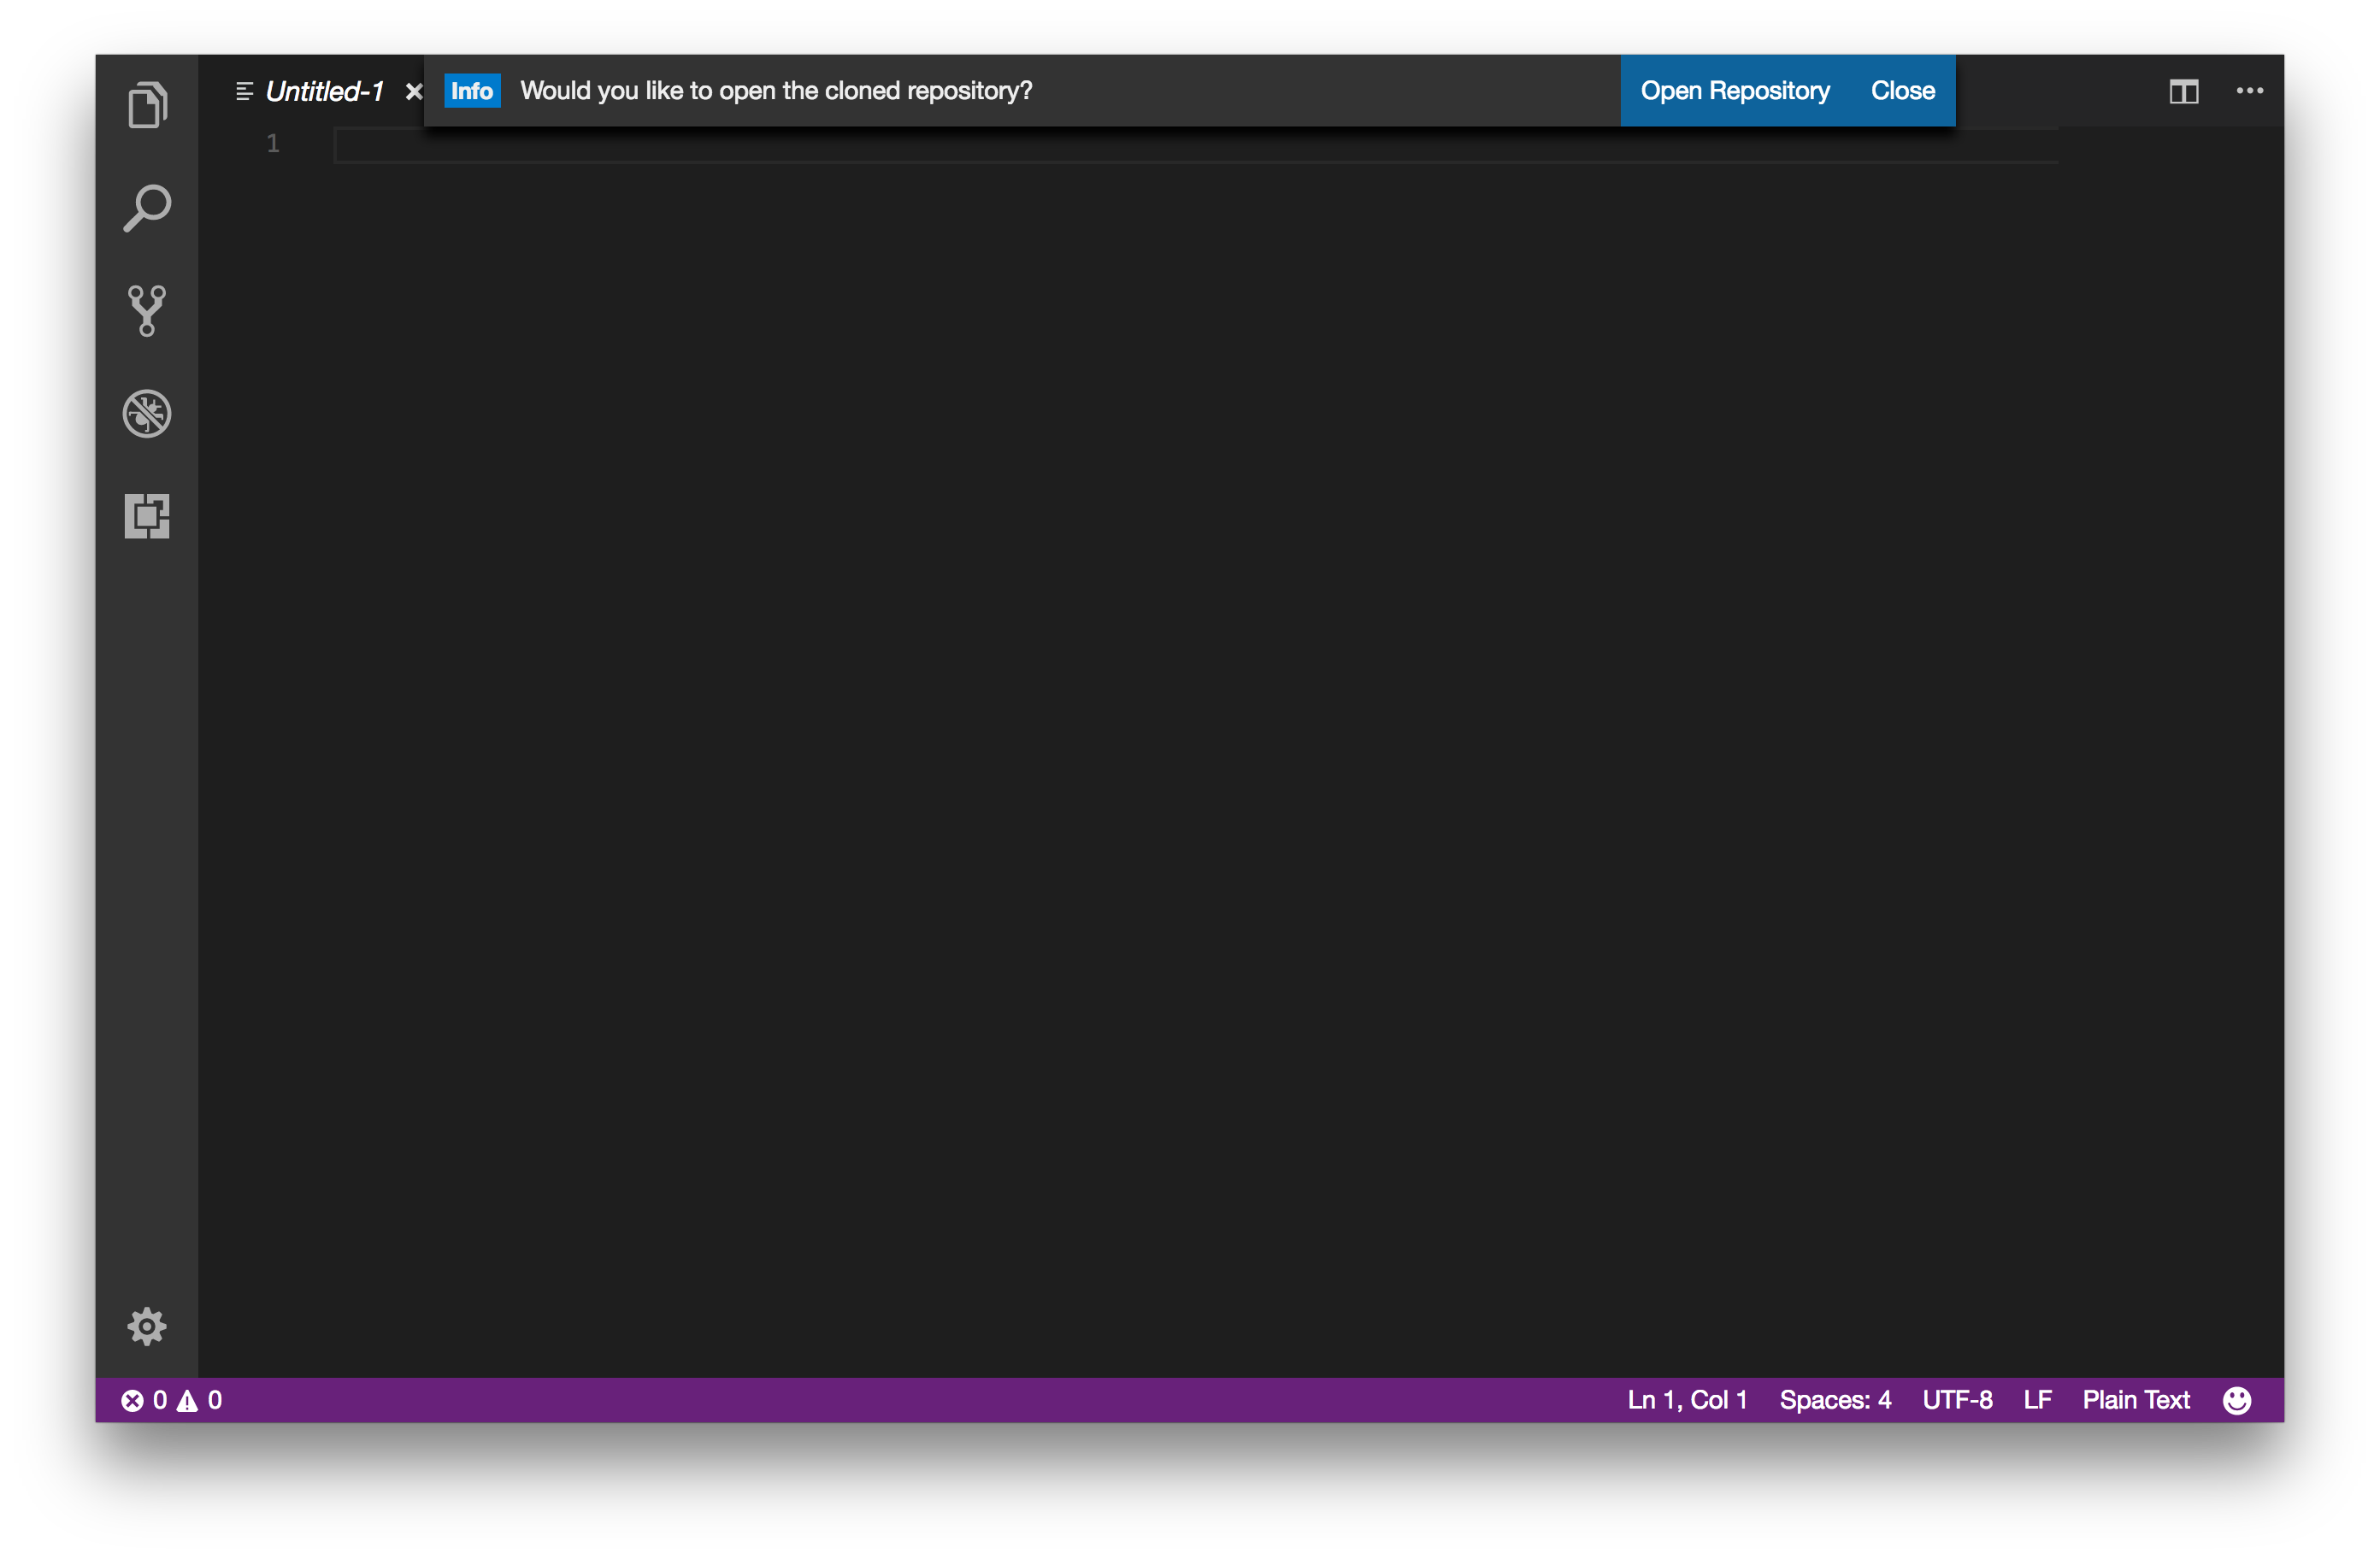 Untitled-1 Info Would you like to open the cloned repository? Open Repository Close
1
0 0 Ln 1, Col 1 Spaces: 4 UTF-8 LF Plain Text